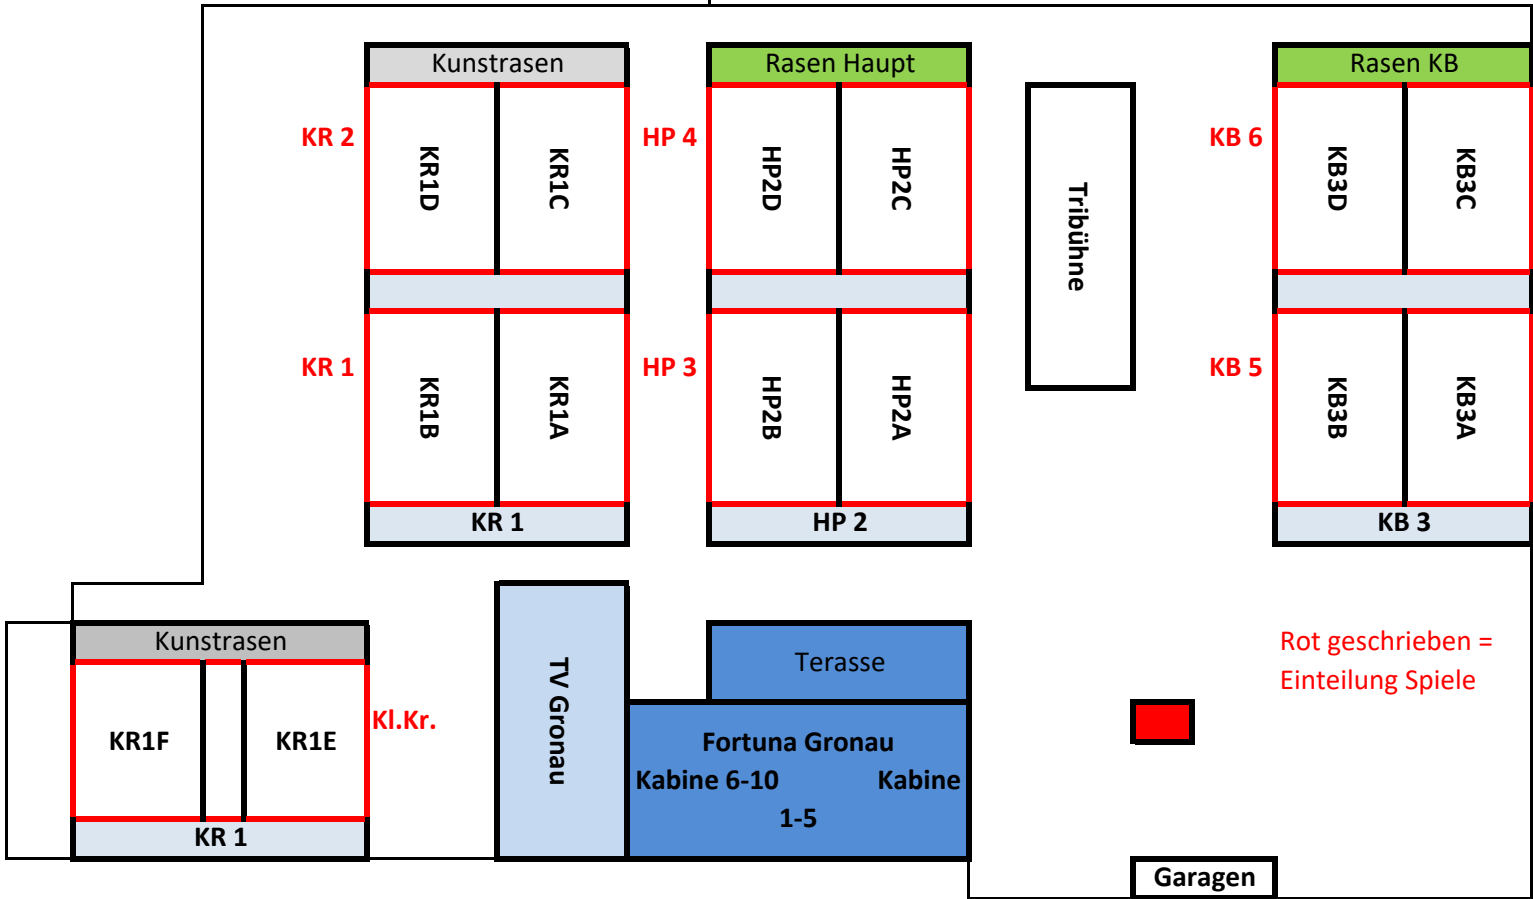 Kunstrasen
Rasen Haupt
Rasen KB
KR 2
KR1D
KR1C
HP 4
HP2D
HP2C
Tribühne
KB 6
KB3D
KB3C
KR 1
KR1B
KR1A
HP 3
HP2B
HP2A
KB 5
KB3B
KB3A
KR 1
HP 2
KB 3
Kunstrasen
KR1F
KR1E
Kl.Kr.
KR 1
TV Gronau
Terasse
Fortuna Gronau
Kabine 6-10 Kabine
1-5
Rot geschrieben =
Einteilung Spiele
Garagen